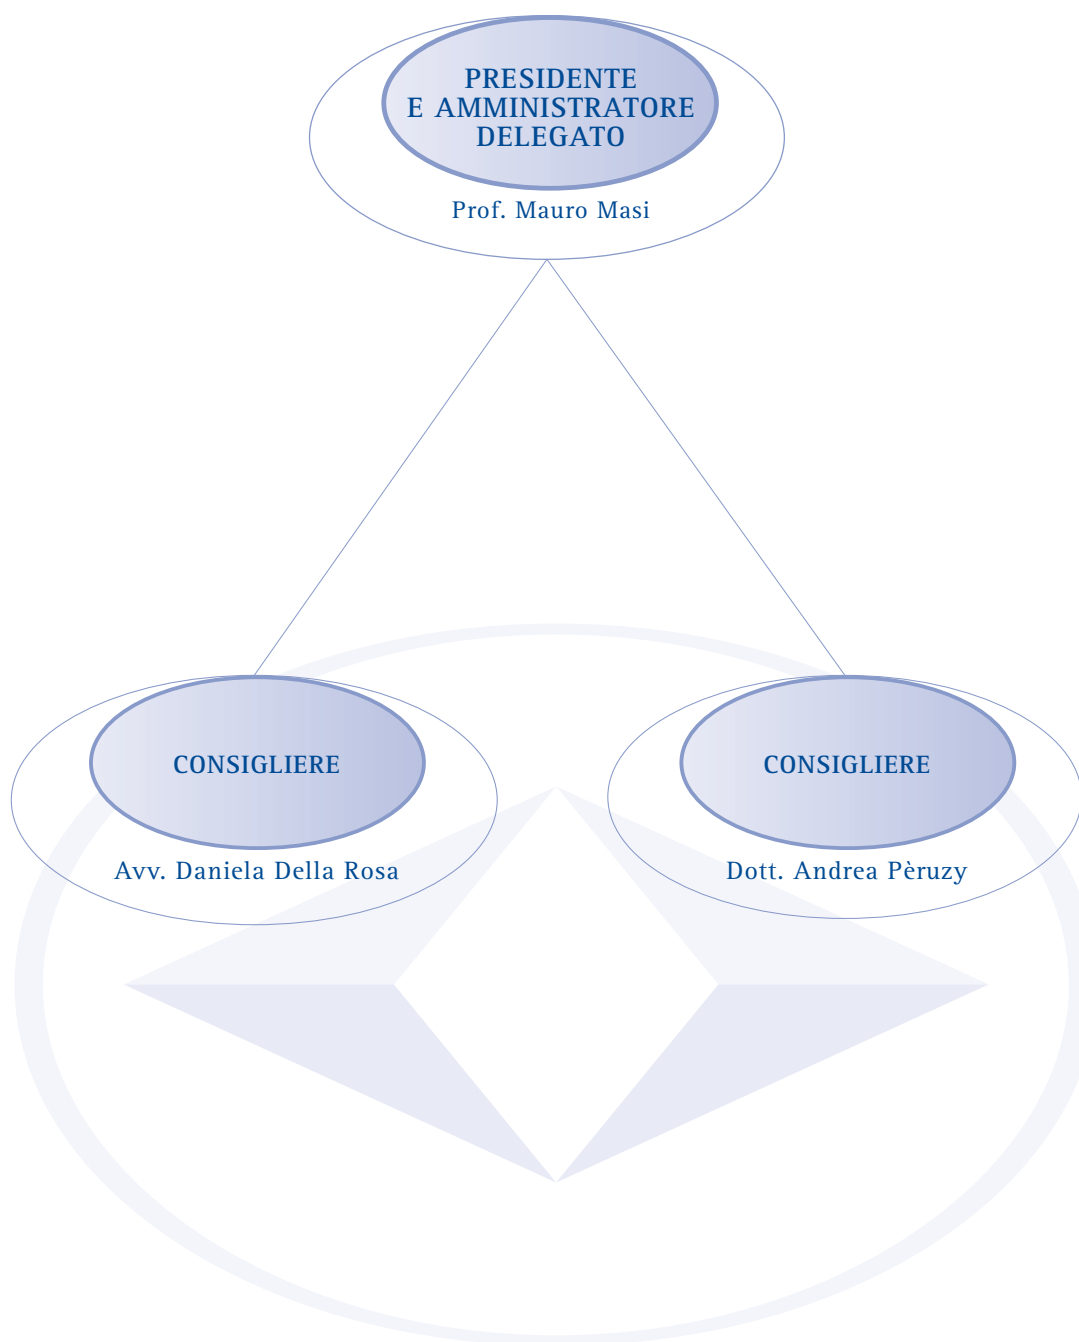 PRESIDENTE
E AMMINISTRATORE
DELEGATO
Prof. Mauro Masi
CONSIGLIERE
Avv. Daniela Della Rosa
CONSIGLIERE
Dott. Andrea Pèruzy